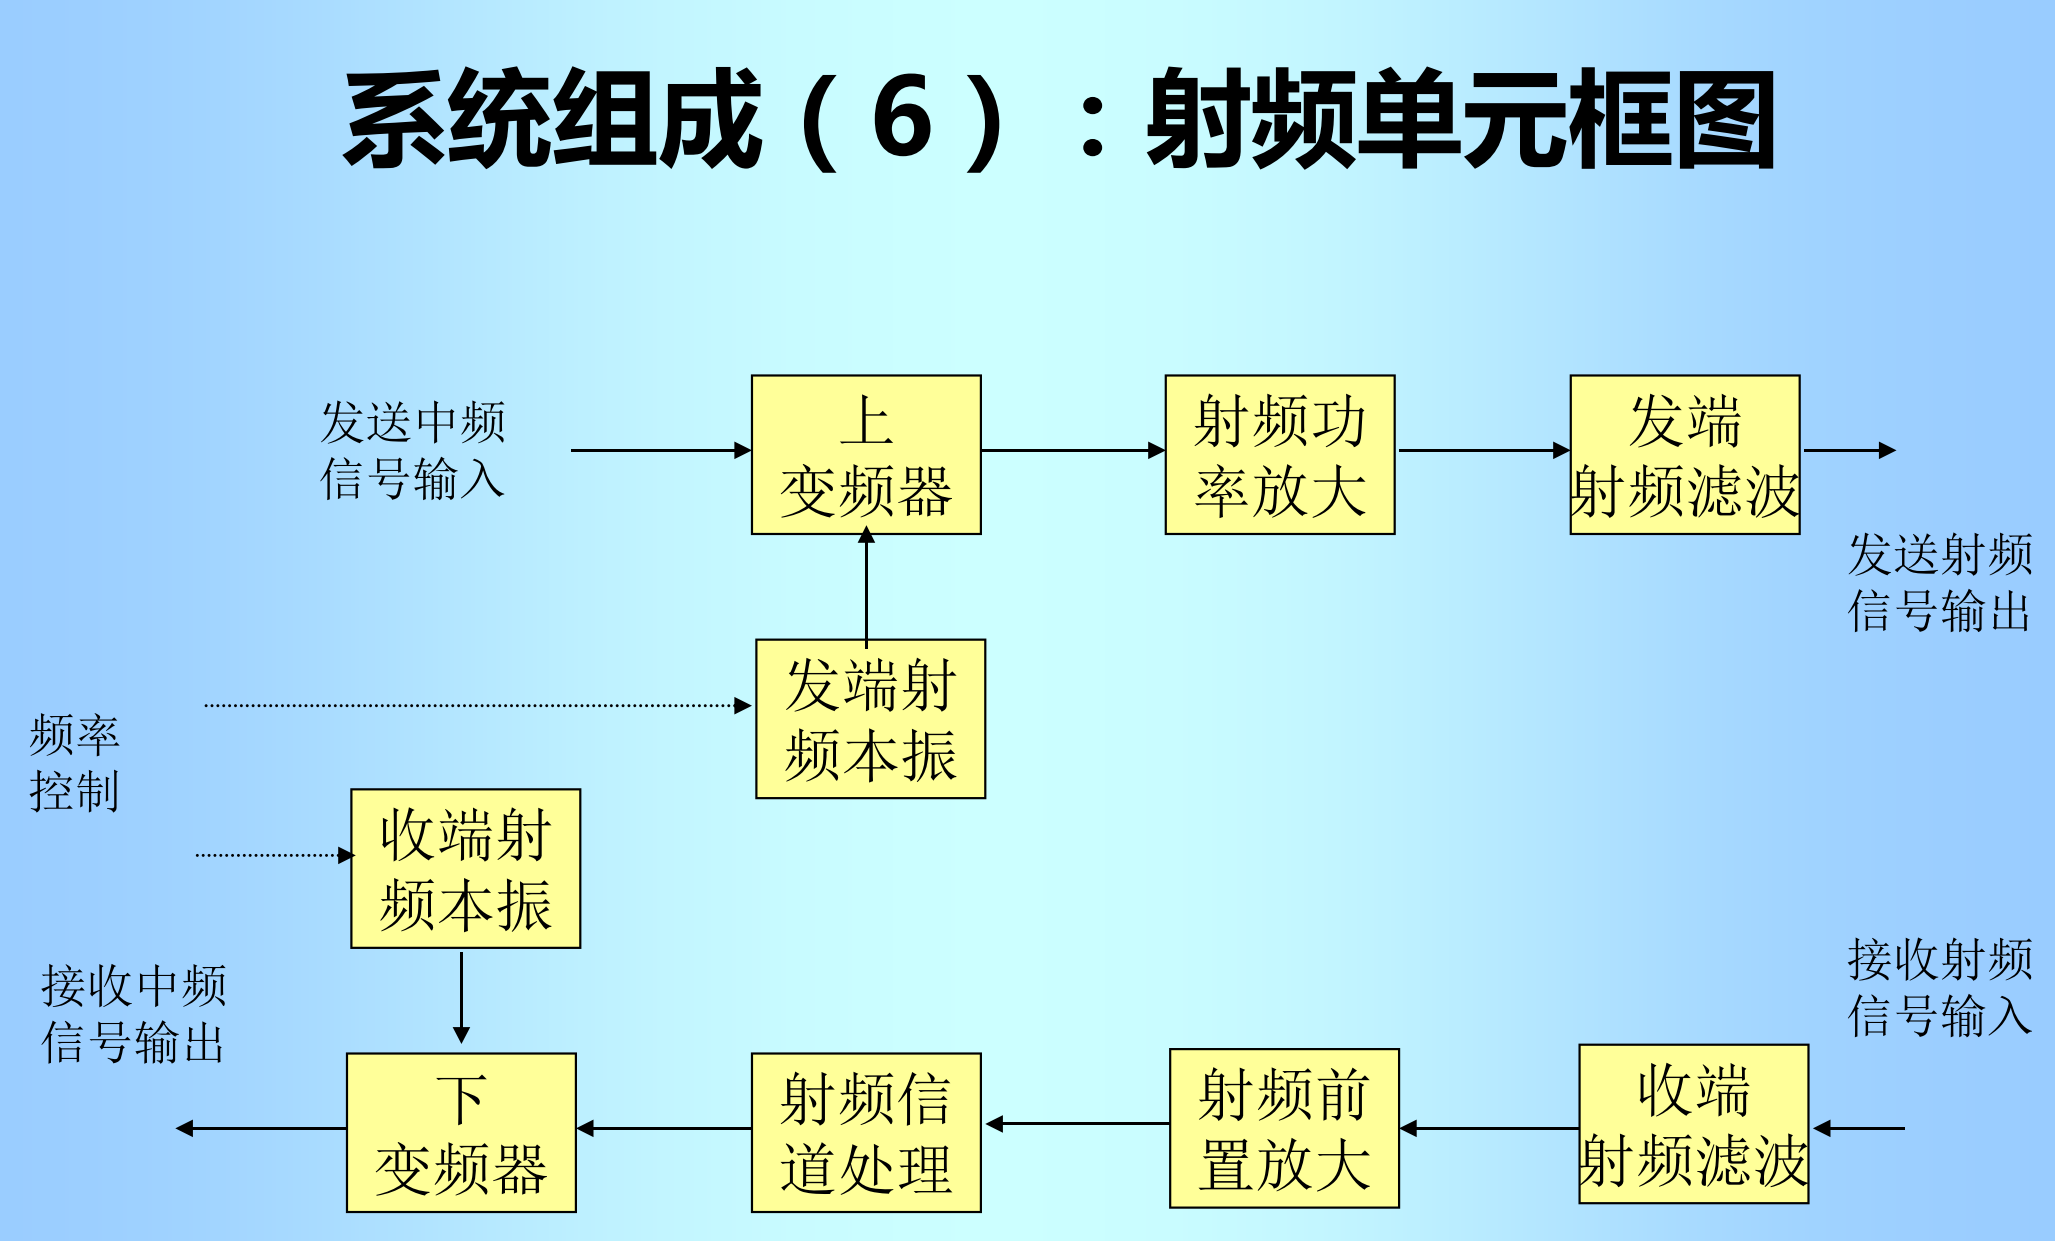 系统组成（6）：射频单元框图
发送中频
信号输入
上
变频器
射频功
率放大
发端
射频滤波
发送射频
信号输出
发端射
频本振
频率
控制
收端射
频本振
接收中频
信号输出
接收射频
信号输入
下
变频器
射频信
道处理
射频前
置放大
收端
射频滤波